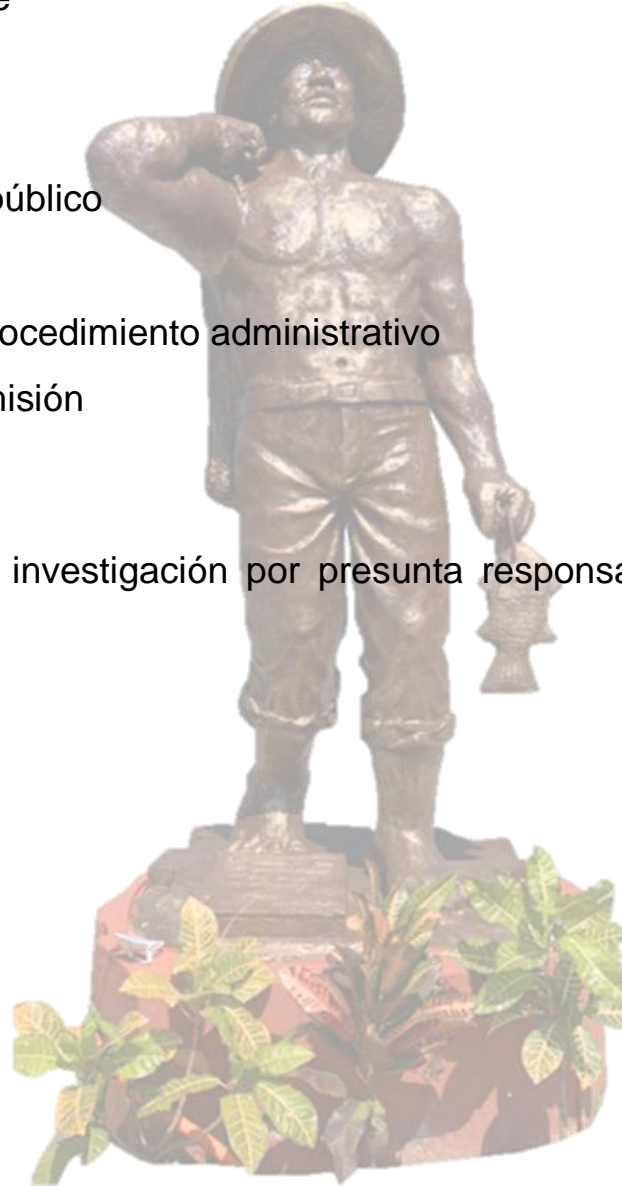 público
ocedimiento administrativo
misión
investigación por presunta responsa